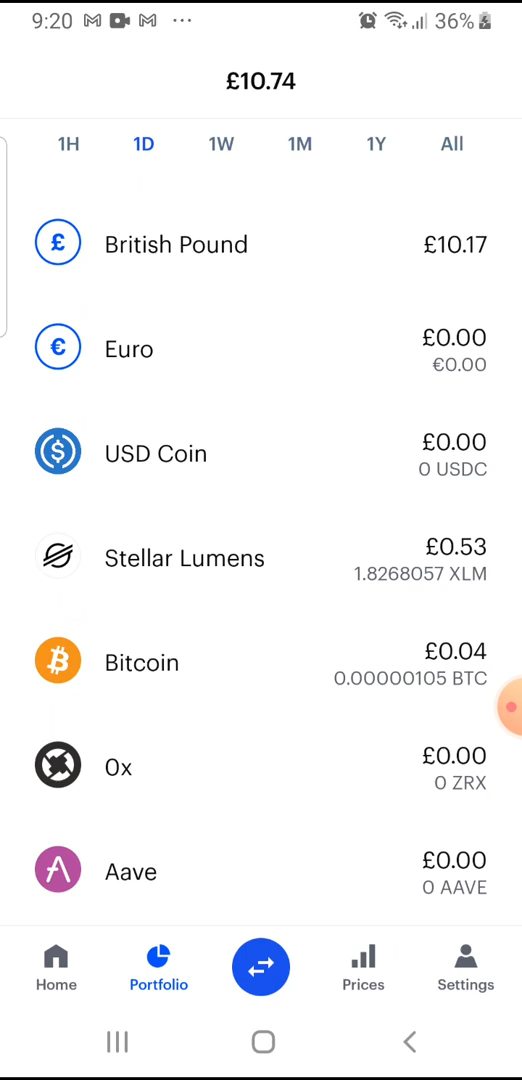 9:20 M M ... 36%
£10.74
1H 1D 1W 1M 1Y All
£ British Pound £10.17
€ Euro £0.00
€0.00
$ USD Coin £0.00
0 USDC
Stellar Lumens £0.53
1.8268057 XLM
Bitcoin £0.04
0.00000105 BTC
0x £0.00
0 ZRX
Aave £0.00
0 AAVE
Home Portfolio Prices Settings